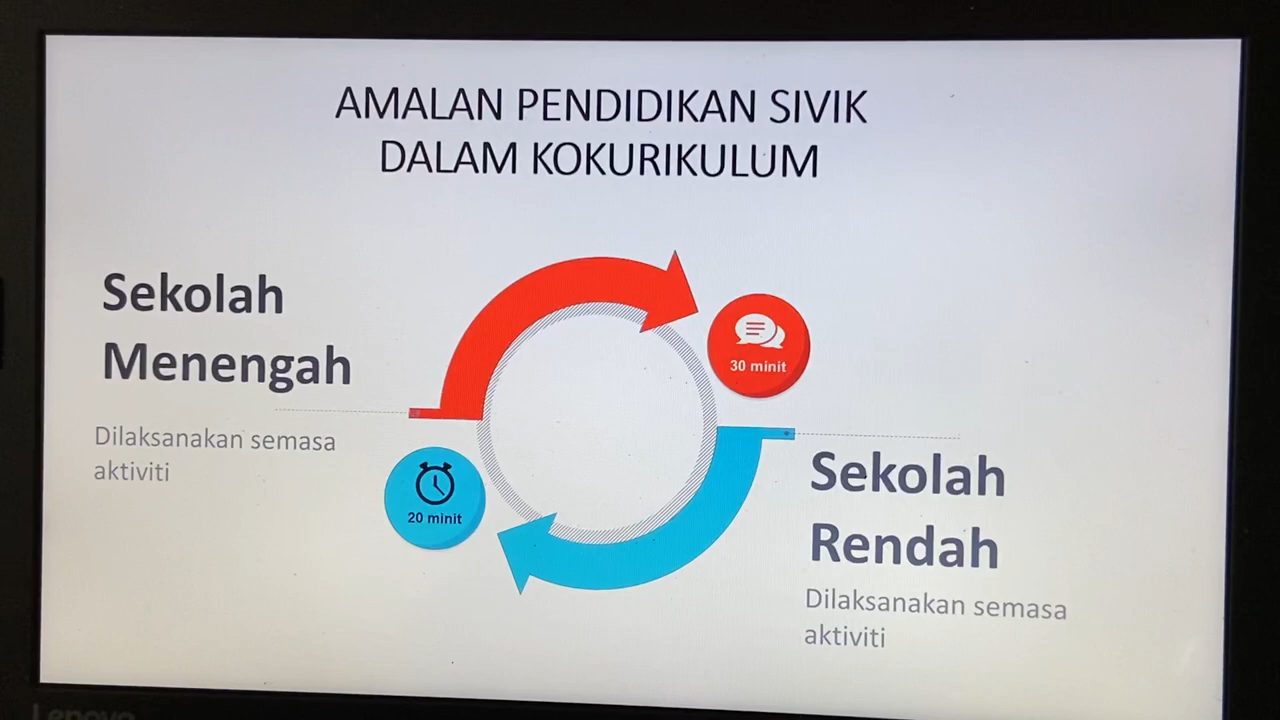 AMALAN PENDIDIKAN SIVIK
DALAM KOKURIKULUM
Sekolah
Menengah
Dilaksanakan semasa
aktiviti
30 minit
20 minit
Sekolah
Rendah
Dilaksanakan semasa
aktiviti
Lenovo